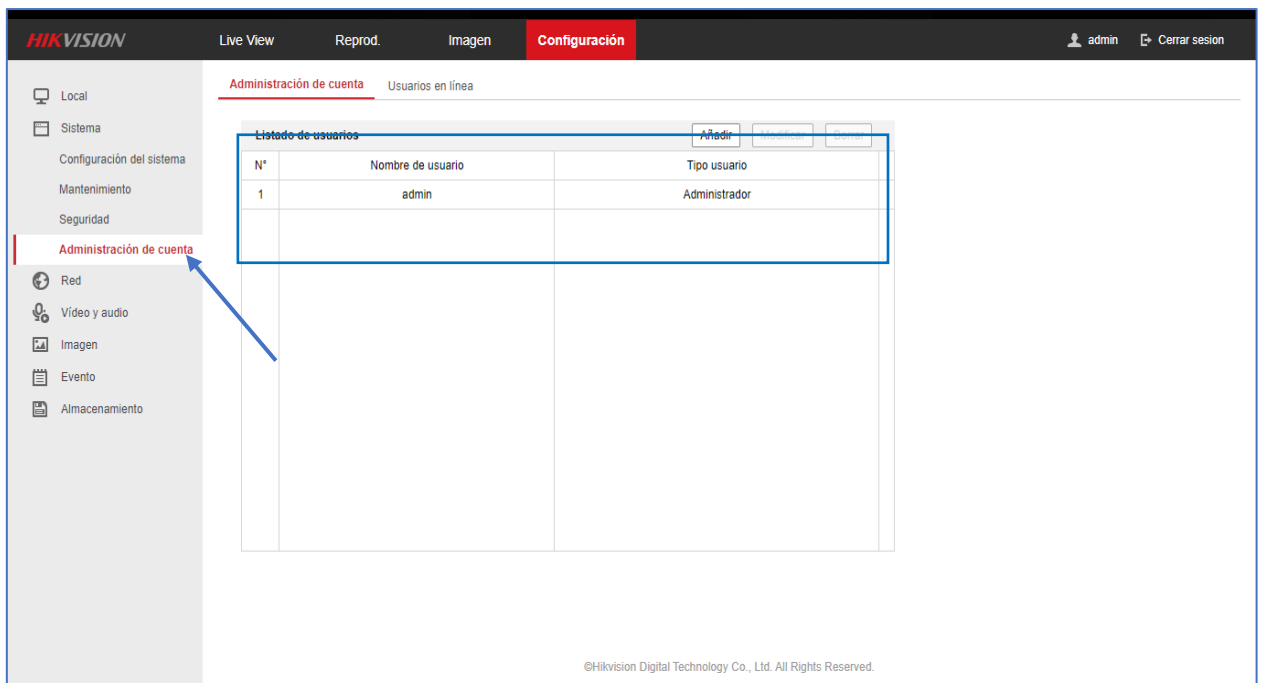 HIKVISION Live View Reprod. Imagen Configuración admin Cerrar sesion
Administración de cuenta Usuarios en línea
Local
Sistema
Configuración del sistema
Mantenimiento
Seguridad
Administración de cuenta
Red
Vídeo y audio
Imagen
Evento
Almacenamiento
Listado de usuarios Añadir Modificar Borrar
N° Nombre de usuario Tipo usuario
1 admin Administrador
©Hikvision Digital Technology Co., Ltd. All Rights Reserved.